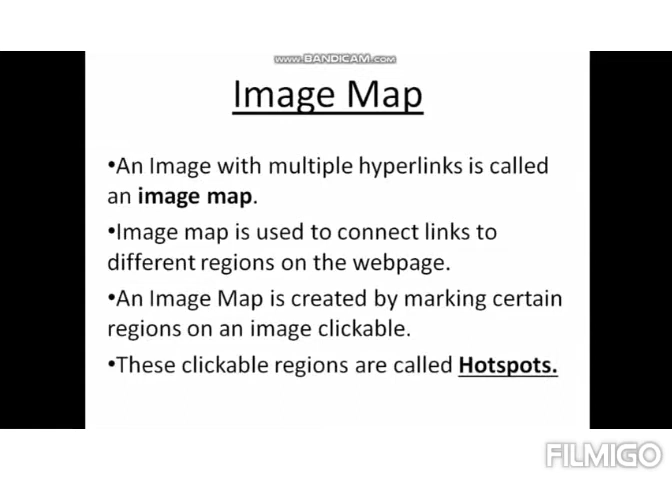 www.BANDICAM.com
Image Map
•An Image with multiple hyperlinks is called
an image map.
•Image map is used to connect links to
different regions on the webpage.
•An Image Map is created by marking certain
regions on an image clickable.
•These clickable regions are called Hotspots.
FILMIGO